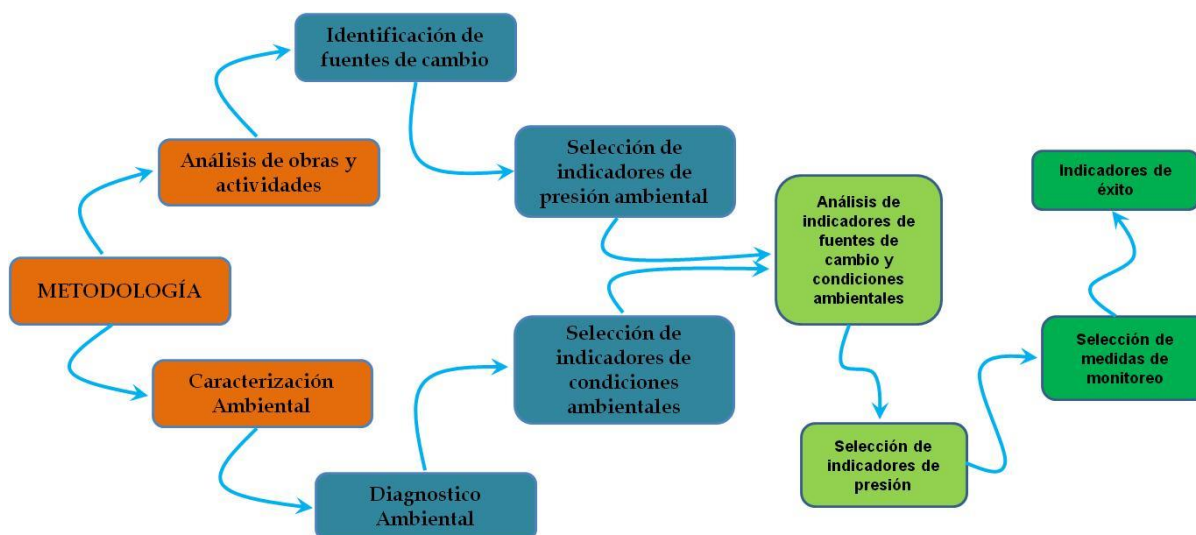 Identificación de
fuentes de cambio
Análisis de obras y
actividades
Selección de
indicadores de
presión ambiental
Indicadores de
éxito
Análisis de
indicadores de
fuentes de
cambio y
condiciones
ambientales
METODOLOGÍA
Selección de
indicadores de
condiciones
ambientales
Selección de
medidas de
monitoreo
Caracterización
Ambiental
Selección de
indicadores de
presión
Diagnostico
Ambiental